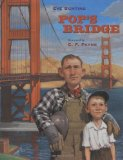 EVE BUNTING
POP'S
BRIDGE
Illustrated by
C. F. PAYNE